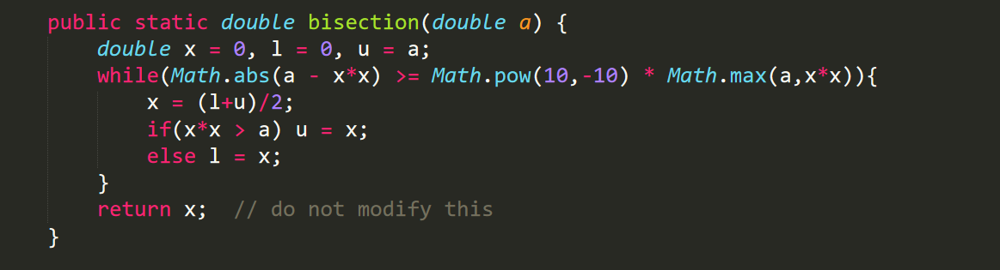 public static double bisection(double a) {
    double x = 0, l = 0, u = a;
    while(Math.abs(a - x*x) >= Math.pow(10,-10) * Math.max(a,x*x)){
        x = (l+u)/2;
        if(x*x > a) u = x;
        else l = x;
    }
    return x;  // do not modify this
}